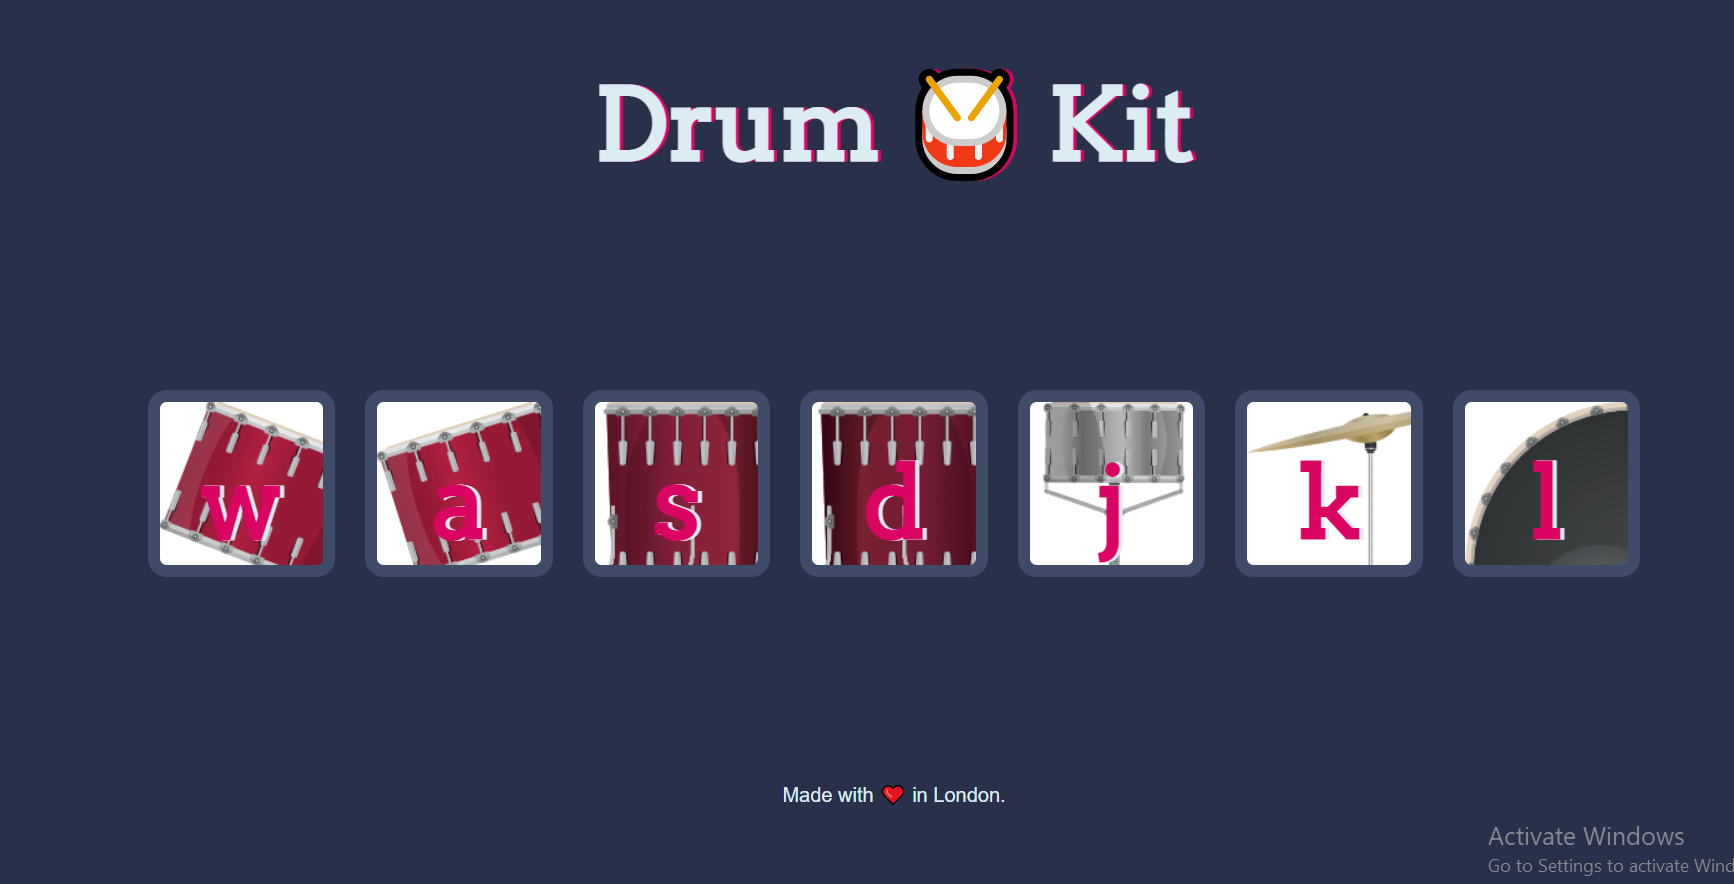 Drum 🥁 Kit
w a s d j k l
Made with ❤️ in London.
Activate Windows
Go to Settings to activate Wind